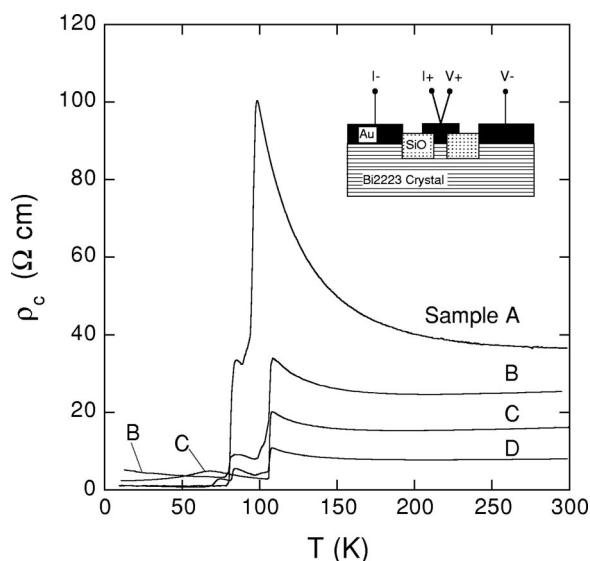 120
100
80
60
40
20
0
ρc (Ω cm)
I- I+ V+ V-
Au
SiO
Bi2223 Crystal
Sample A
B
C
D
B
C
0 50 100 150 200 250 300
T (K)